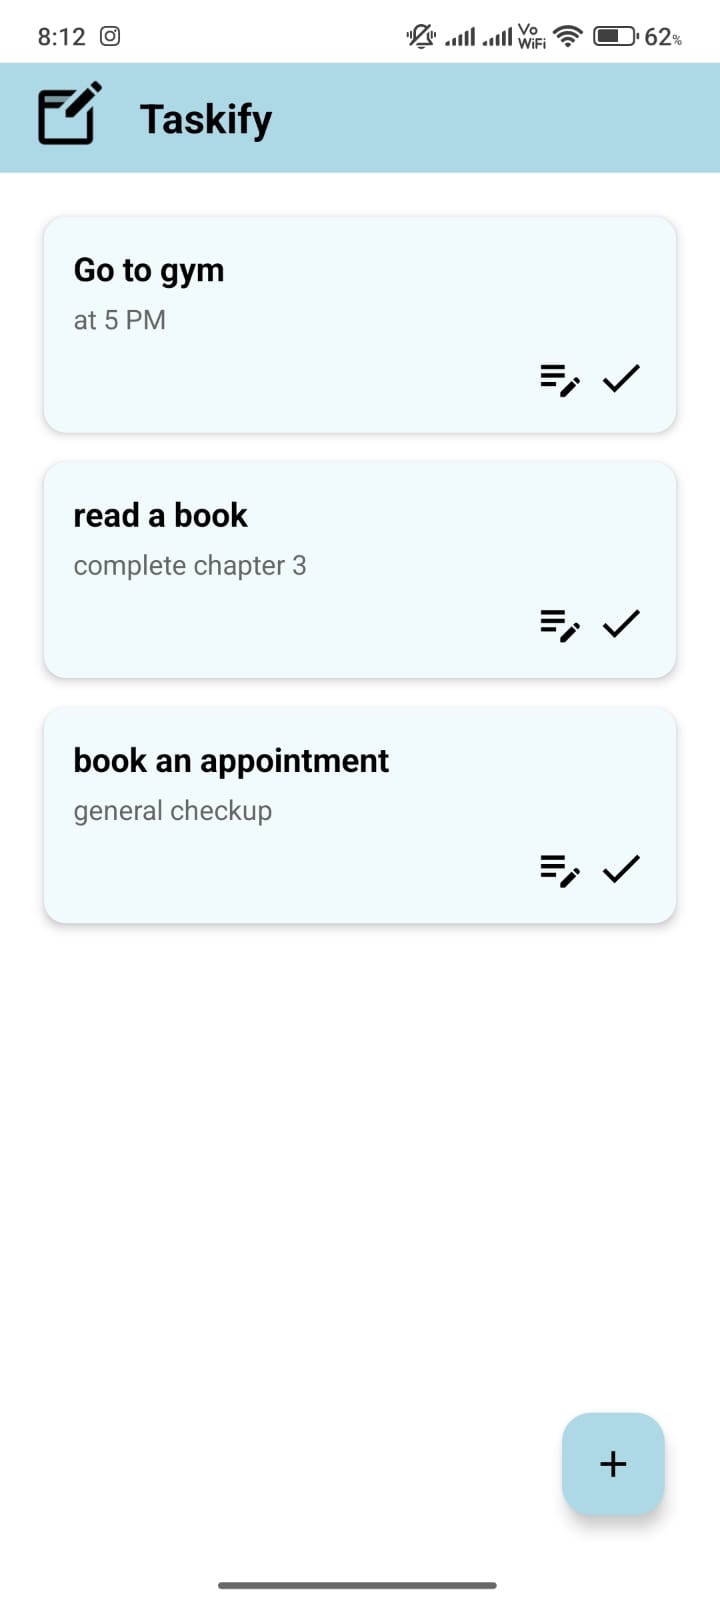 8:12 Vo WiFi 62%
Taskify
Go to gym
at 5 PM
read a book
complete chapter 3
book an appointment
general checkup
+